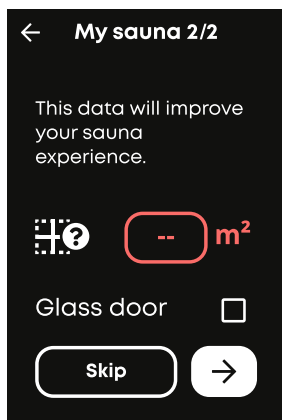 My sauna 2/2
This data will improve
your sauna
experience.
? -- m²
Glass door
Skip